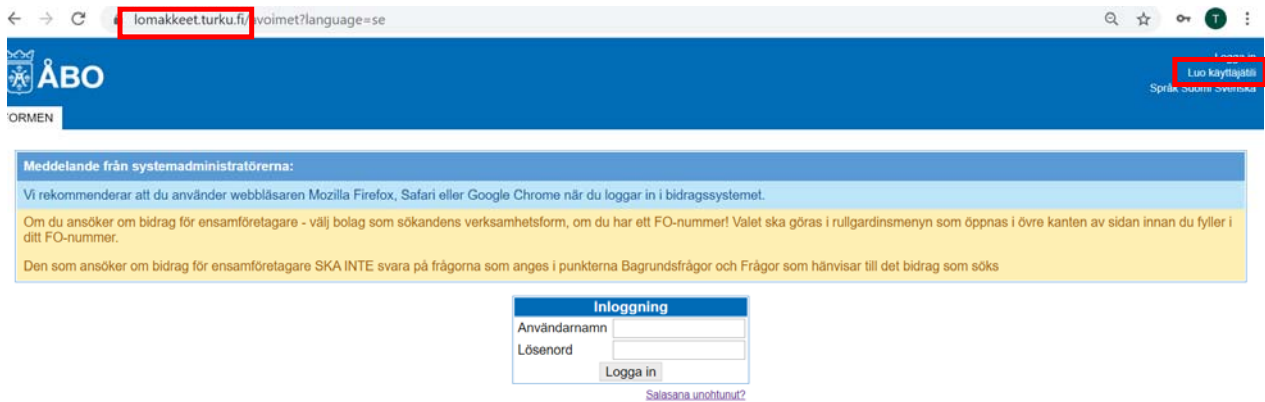 lomakkeet.turku.fi/avoimet?language=se
T
ÅBO
Logga in
Luo käyttäjätili
Språk Suomi Svenska
ORMEN
Meddelande från systemadministratörerna:
Vi rekommenderar att du använder webbläsaren Mozilla Firefox, Safari eller Google Chrome när du loggar in i bidragssystemet.
Om du ansöker om bidrag för ensamföretagare - välj bolag som sökandens verksamhetsform, om du har ett FO-nummer! Valet ska göras i rullgardinsmenyn som öppnas i övre kanten av sidan innan du fyller i
ditt FO-nummer.
Den som ansöker om bidrag för ensamföretagare SKA INTE svara på frågorna som anges i punkterna Bagrundsfrågor och Frågor som hänvisar till det bidrag som söks
Inloggning
Användarnamn
Lösenord
Logga in
Salasana unohtunut?